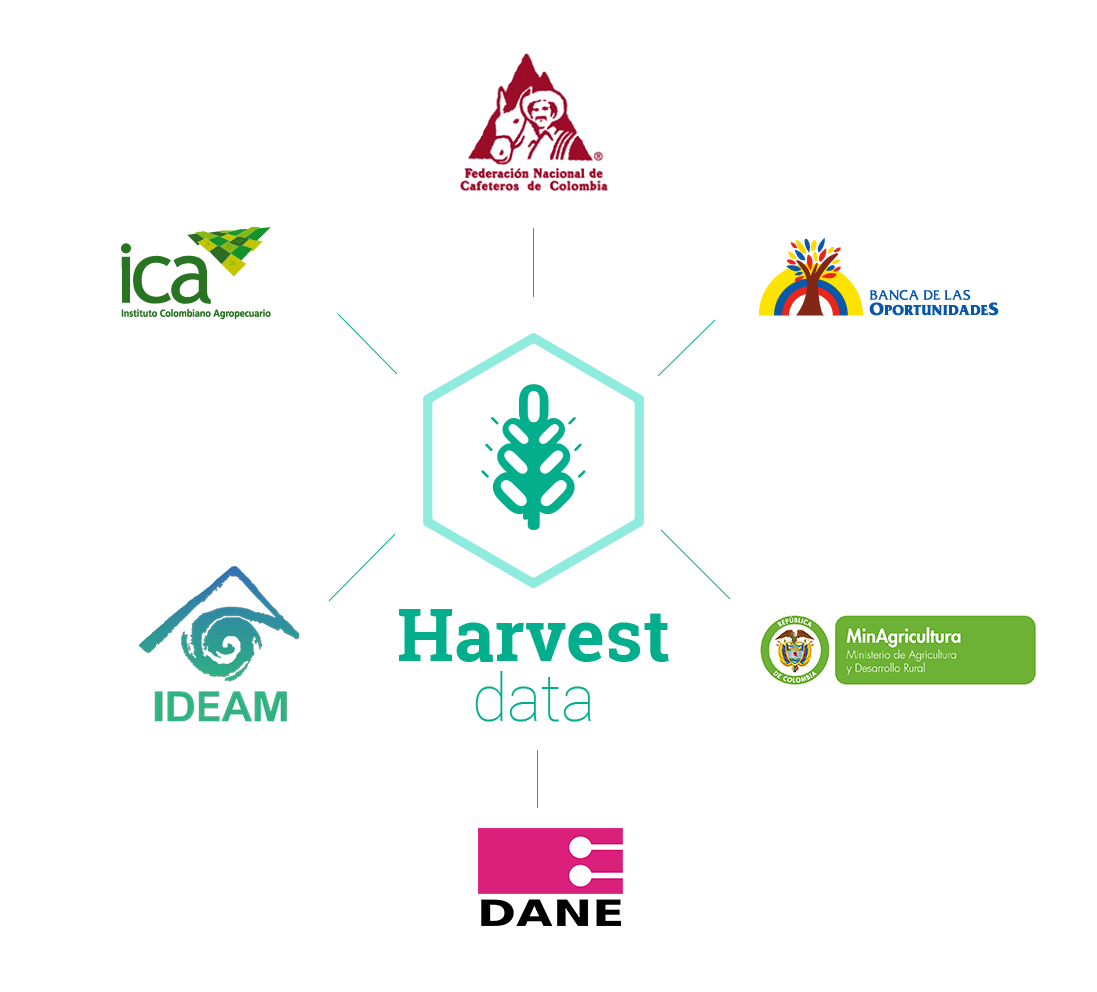 Federación Nacional de
Cafeteros de Colombia
ica
Instituto Colombiano Agropecuario
BANCA DE LAS
OPORTUNIDADES
Harvest
data
IDEAM
REPÚBLICA
DE COLOMBIA
MinAgricultura
Ministerio de Agricultura
y Desarrollo Rural
DANE